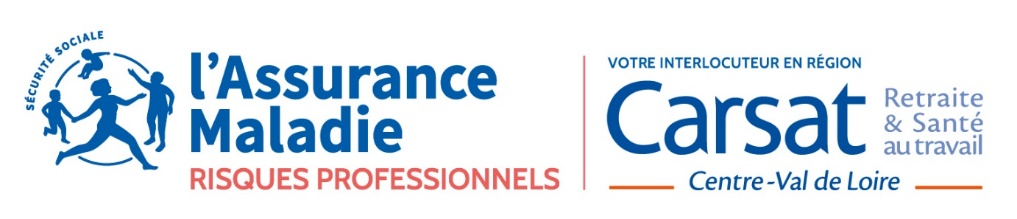 SÉCURITÉ SOCIALE
l'Assurance
Maladie
RISQUES PROFESSIONNELS
VOTRE INTERLOCUTEUR EN RÉGION
Carsat
Retraite
& Santé
au travail
Centre-Val de Loire